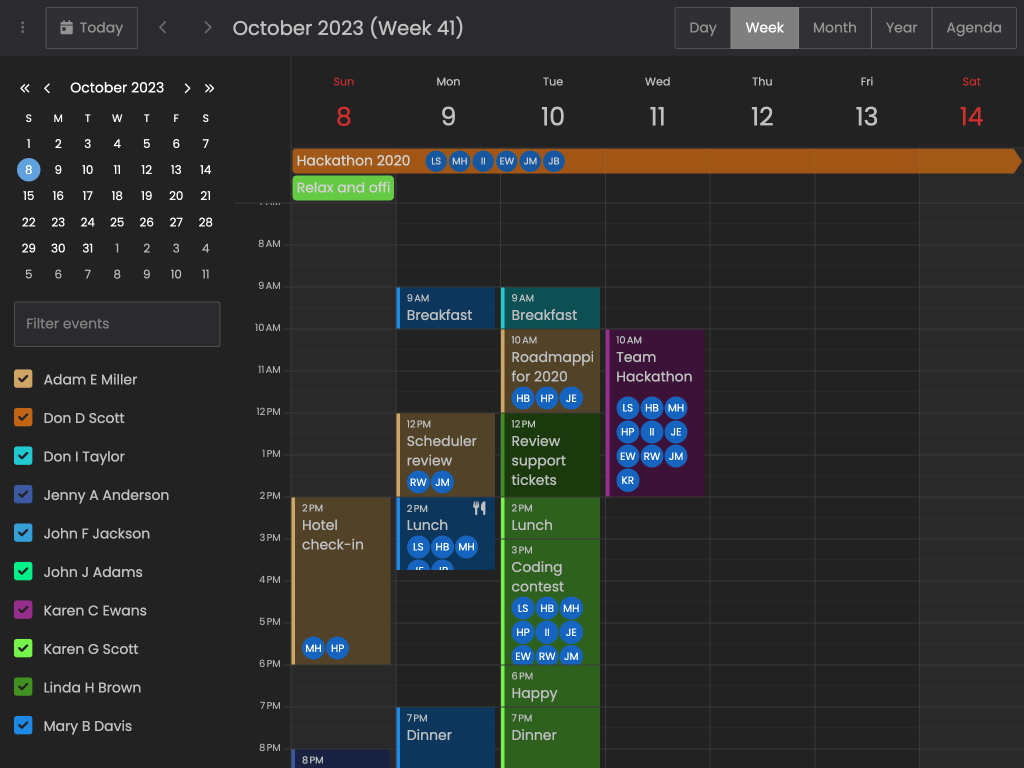 Today
October 2023 (Week 41)
Day Week Month Year Agenda
October 2023
S M T W T F S
1 2 3 4 5 6 7
8 9 10 11 12 13 14
15 16 17 18 19 20 21
22 23 24 25 26 27 28
29 30 31 1 2 3 4
5 6 7 8 9 10 11
Filter events
Adam E Miller
Don D Scott
Don I Taylor
Jenny A Anderson
John F Jackson
John J Adams
Karen C Ewans
Karen G Scott
Linda H Brown
Mary B Davis
Sun Mon Tue Wed Thu Fri Sat
8 9 10 11 12 13 14
Hackathon 2020 LS MH II EW JM JB
Relax and offi
8 AM
9 AM
10 AM
11 AM
12 PM
1 PM
2 PM
3 PM
4 PM
5 PM
6 PM
7 PM
8 PM
2 PM
Hotel
check-in
MH HP
8 PM
9 AM
Breakfast
12 PM
Scheduler
review
RW JM
2 PM
Lunch
LS HB MH
7 PM
Dinner
9 AM
Breakfast
10 AM
Roadmappi
for 2020
HB HP JE
12 PM
Review
support
tickets
2 PM
Lunch
3 PM
Coding
contest
LS HB MH
HP II JE
EW RW JM
6 PM
Happy
7 PM
Dinner
10 AM
Team
Hackathon
LS HB MH
HP II JE
EW RW JM
KR